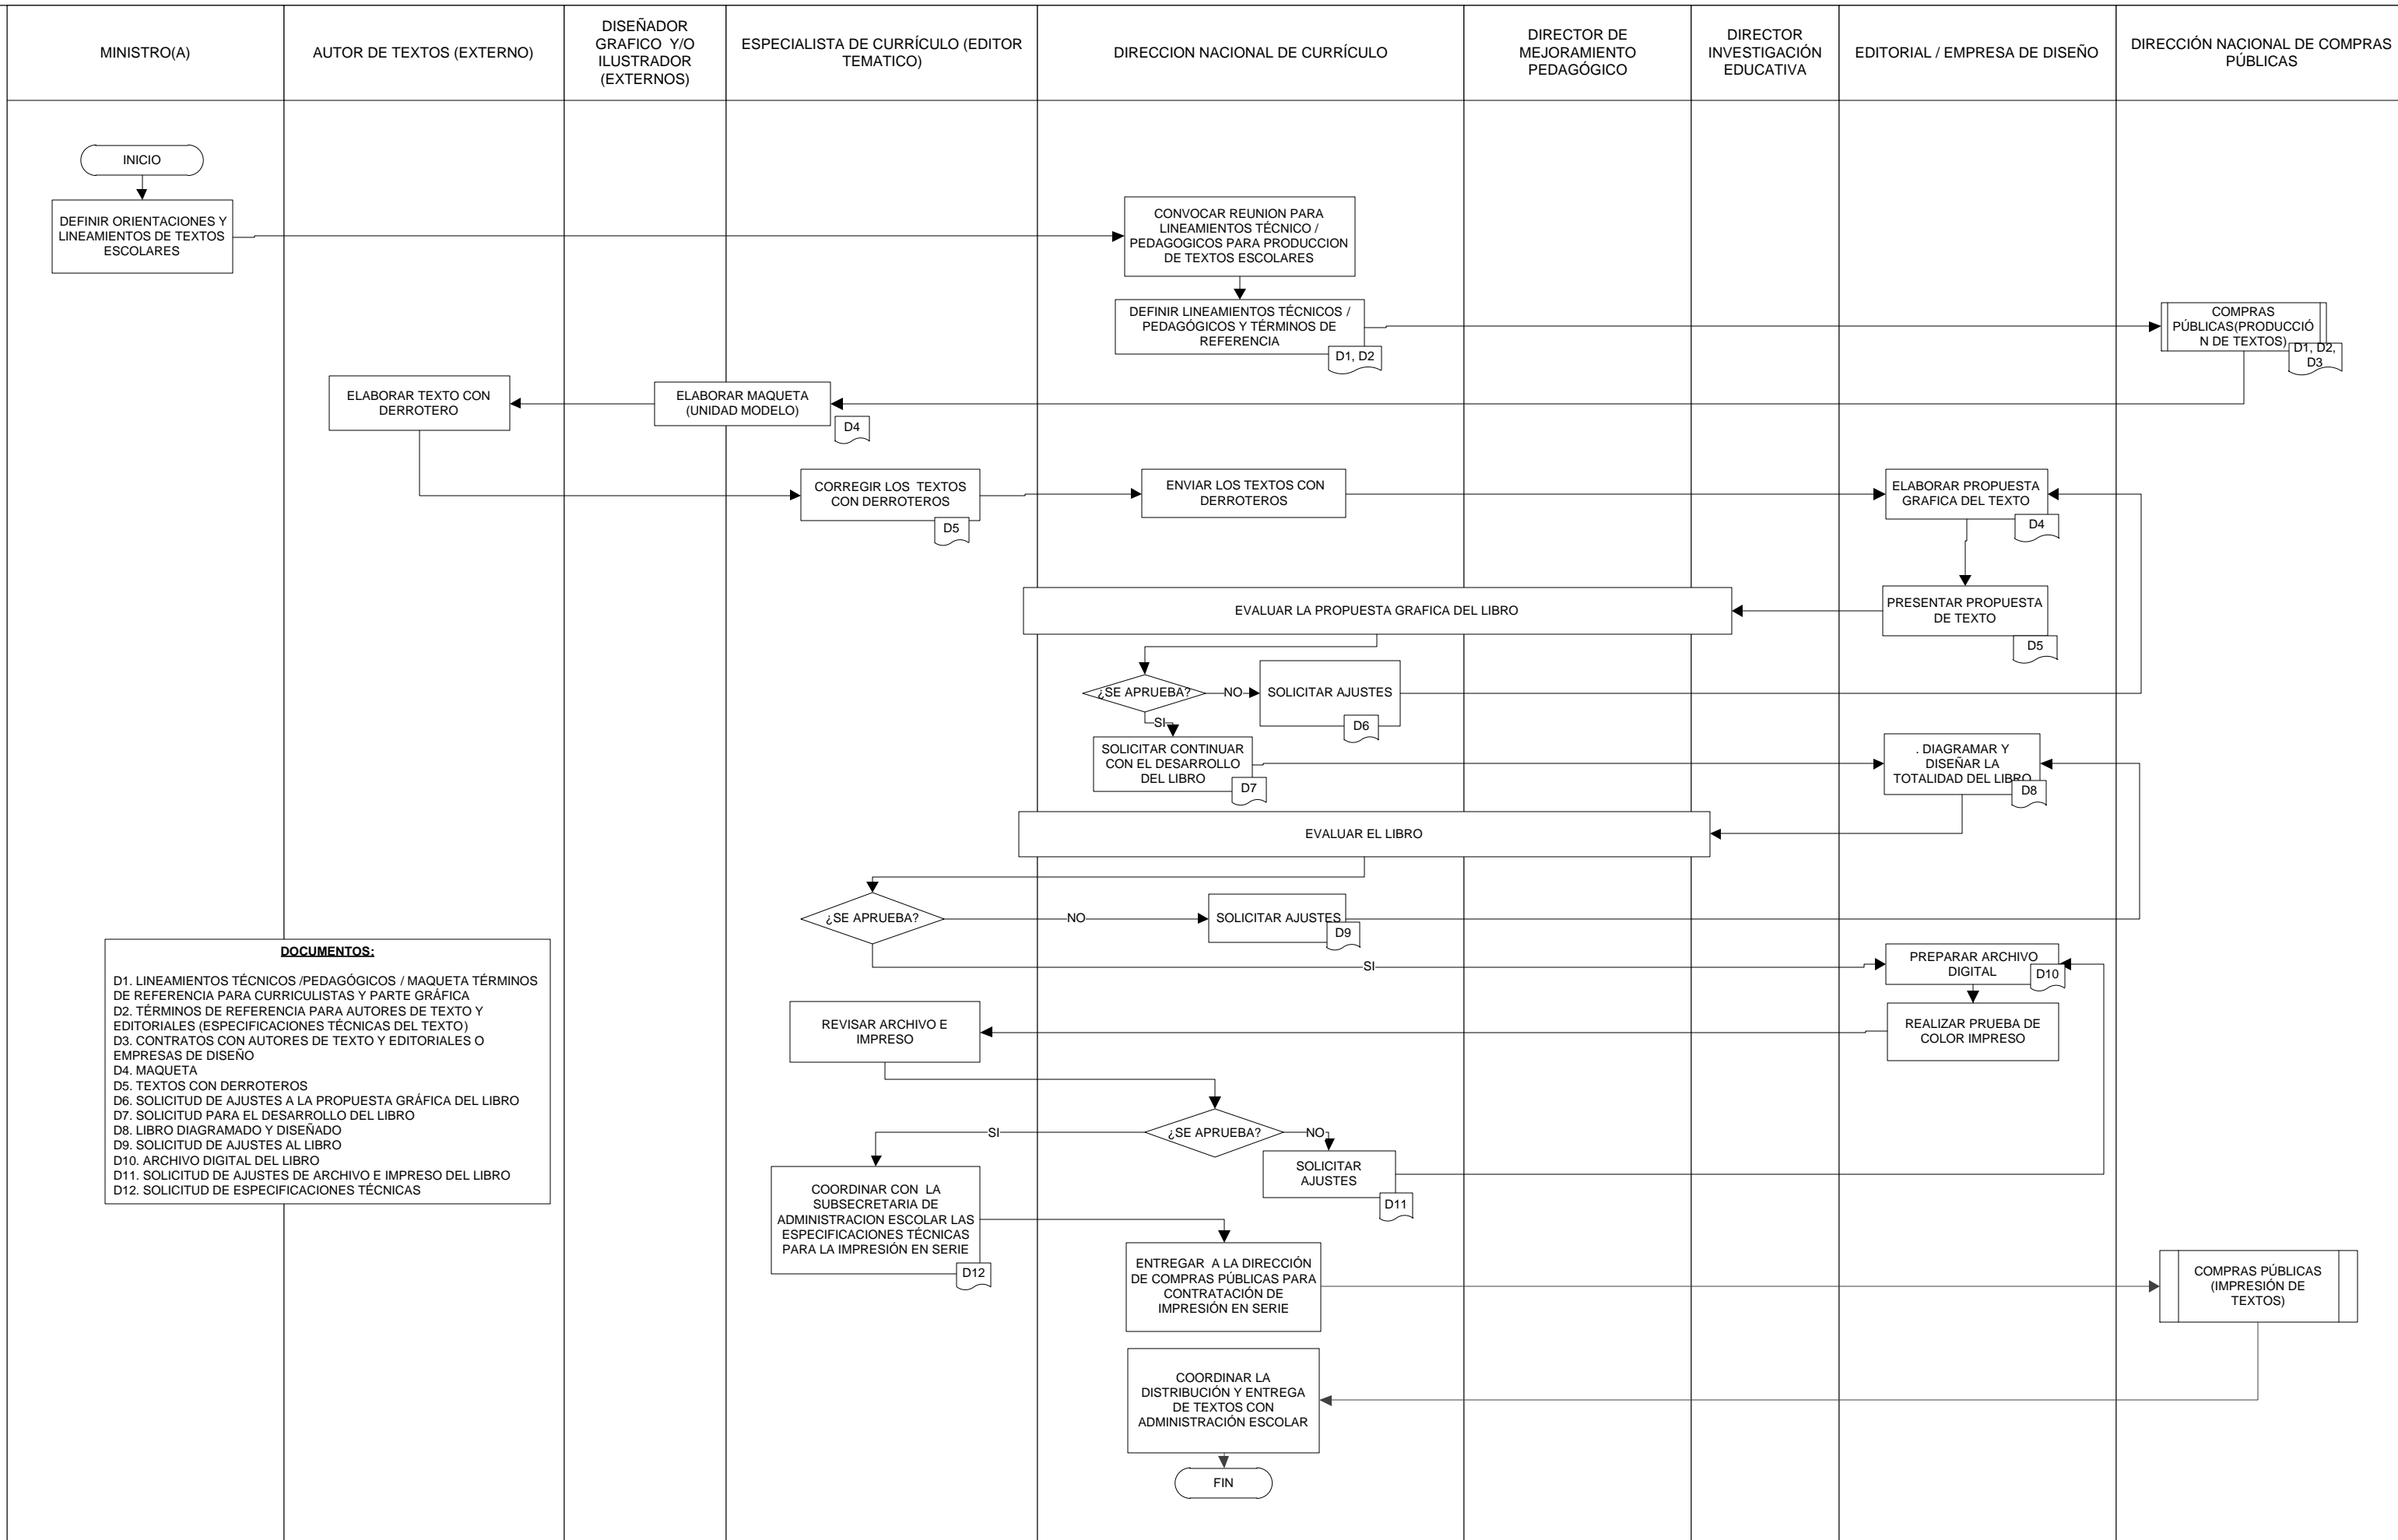 MINISTRO(A)
AUTOR DE TEXTOS (EXTERNO)
DISEÑADOR
GRAFICO Y/O
ILUSTRADOR
(EXTERNOS)
ESPECIALISTA DE CURRÍCULO (EDITOR
TEMATICO)
DIRECCION NACIONAL DE CURRÍCULO
DIRECTOR DE
MEJORAMIENTO
PEDAGÓGICO
DIRECTOR
INVESTIGACIÓN
EDUCATIVA
EDITORIAL / EMPRESA DE DISEÑO
DIRECCIÓN NACIONAL DE COMPRAS
PÚBLICAS
INICIO
DEFINIR ORIENTACIONES Y
LINEAMIENTOS DE TEXTOS
ESCOLARES
CONVOCAR REUNION PARA
LINEAMIENTOS TÉCNICO /
PEDAGOGICOS PARA PRODUCCION
DE TEXTOS ESCOLARES
DEFINIR LINEAMIENTOS TÉCNICOS /
PEDAGÓGICOS Y TÉRMINOS DE
REFERENCIA
D1, D2
COMPRAS
PÚBLICAS(PRODUCCIÓ
N DE TEXTOS)
D1, D2,
D3
ELABORAR TEXTO CON
DERROTERO
ELABORAR MAQUETA
(UNIDAD MODELO)
D4
CORREGIR LOS TEXTOS
CON DERROTEROS
D5
ENVIAR LOS TEXTOS CON
DERROTEROS
ELABORAR PROPUESTA
GRAFICA DEL TEXTO
D4
EVALUAR LA PROPUESTA GRAFICA DEL LIBRO
PRESENTAR PROPUESTA
DE TEXTO
D5
¿SE APRUEBA?
NO
SOLICITAR AJUSTES
D6
SI
SOLICITAR CONTINUAR
CON EL DESARROLLO
DEL LIBRO
D7
. DIAGRAMAR Y
DISEÑAR LA
TOTALIDAD DEL LIBRO
D8
EVALUAR EL LIBRO
¿SE APRUEBA?
NO
SOLICITAR AJUSTES
D9
SI
PREPARAR ARCHIVO
DIGITAL
D10
REVISAR ARCHIVO E
IMPRESO
REALIZAR PRUEBA DE
COLOR IMPRESO
¿SE APRUEBA?
SI
NO
SOLICITAR
AJUSTES
D11
COORDINAR CON LA
SUBSECRETARIA DE
ADMINISTRACION ESCOLAR LAS
ESPECIFICACIONES TÉCNICAS
PARA LA IMPRESIÓN EN SERIE
D12
ENTREGAR A LA DIRECCIÓN
DE COMPRAS PÚBLICAS PARA
CONTRATACIÓN DE
IMPRESIÓN EN SERIE
COMPRAS PÚBLICAS
(IMPRESIÓN DE
TEXTOS)
COORDINAR LA
DISTRIBUCIÓN Y ENTREGA
DE TEXTOS CON
ADMINISTRACIÓN ESCOLAR
FIN
DOCUMENTOS:
D1. LINEAMIENTOS TÉCNICOS /PEDAGÓGICOS / MAQUETA TÉRMINOS
DE REFERENCIA PARA CURRICULISTAS Y PARTE GRÁFICA
D2. TÉRMINOS DE REFERENCIA PARA AUTORES DE TEXTO Y
EDITORIALES (ESPECIFICACIONES TÉCNICAS DEL TEXTO)
D3. CONTRATOS CON AUTORES DE TEXTO Y EDITORIALES O
EMPRESAS DE DISEÑO
D4. MAQUETA
D5. TEXTOS CON DERROTEROS
D6. SOLICITUD DE AJUSTES A LA PROPUESTA GRÁFICA DEL LIBRO
D7. SOLICITUD PARA EL DESARROLLO DEL LIBRO
D8. LIBRO DIAGRAMADO Y DISEÑADO
D9. SOLICITUD DE AJUSTES AL LIBRO
D10. ARCHIVO DIGITAL DEL LIBRO
D11. SOLICITUD DE AJUSTES DE ARCHIVO E IMPRESO DEL LIBRO
D12. SOLICITUD DE ESPECIFICACIONES TÉCNICAS